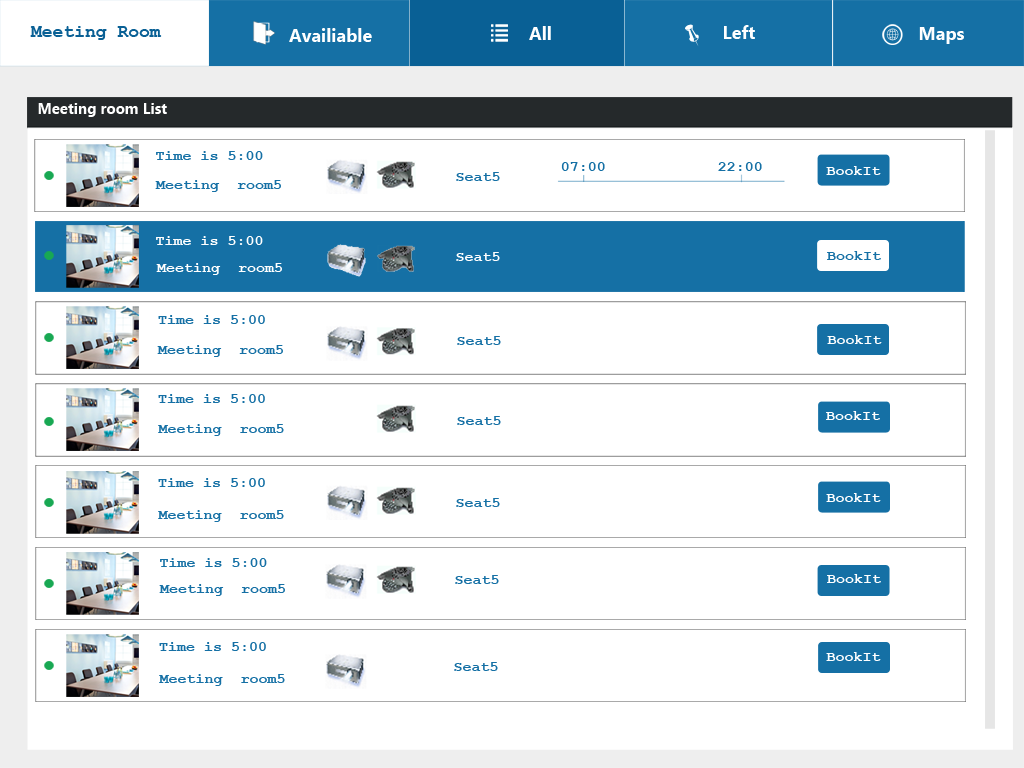 Meeting Room
Availiable
All
Left
Maps
Meeting room List
Time is 5:00
Meeting room5
Seat5
07:00
22:00
BookIt
Time is 5:00
Meeting room5
Seat5
BookIt
Time is 5:00
Meeting room5
Seat5
BookIt
Time is 5:00
Meeting room5
Seat5
BookIt
Time is 5:00
Meeting room5
Seat5
BookIt
Time is 5:00
Meeting room5
Seat5
BookIt
Time is 5:00
Meeting room5
Seat5
BookIt